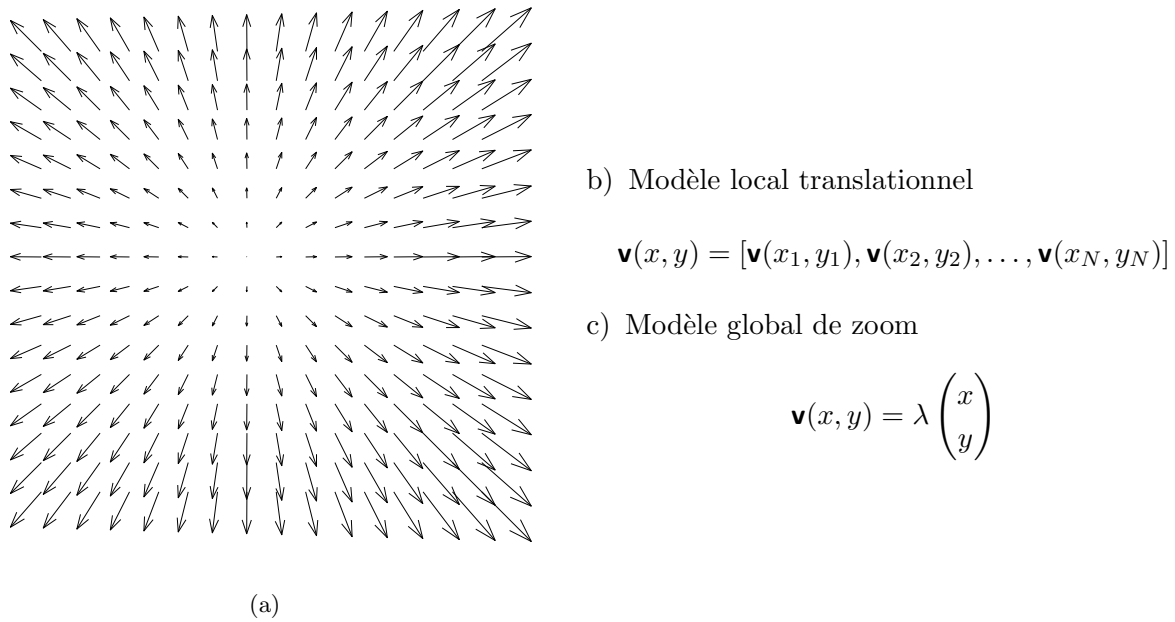 b) Modèle local translationnel
v(x, y) = [v(x₁, y₁), v(x₂, y₂), . . . , v(x_N, y_N)]
c) Modèle global de zoom
v(x, y) = λ (x y)
(a)